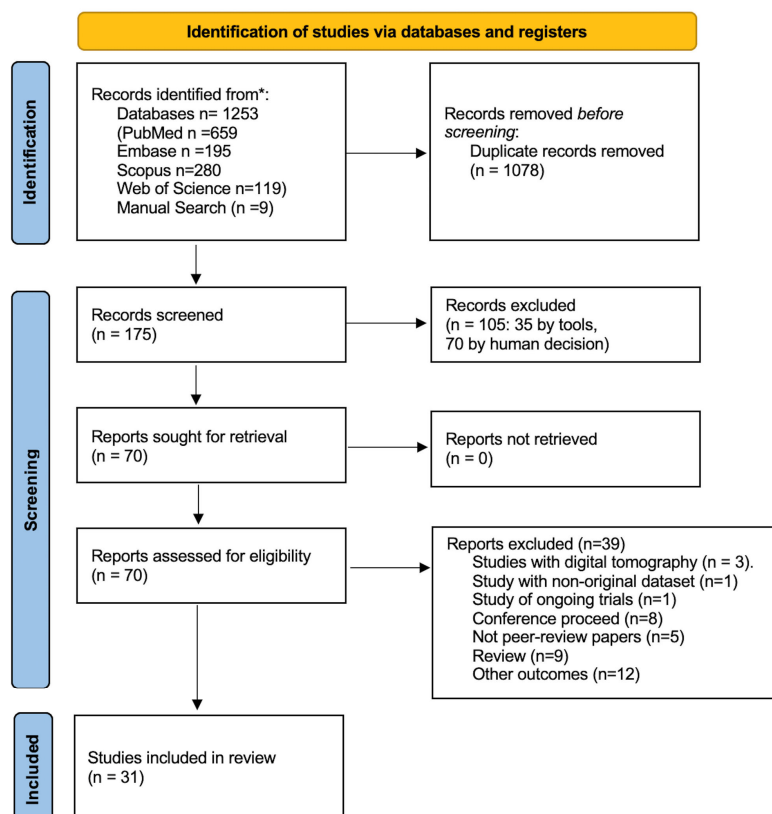 Identification of studies via databases and registers
Identification
Records identified from*:
Databases n= 1253
(PubMed n =659
Embase n =195
Scopus n=280
Web of Science n=119)
Manual Search (n =9)
Records removed before
screening:
Duplicate records removed
(n = 1078)
Screening
Records screened
(n = 175)
Records excluded
(n = 105: 35 by tools,
70 by human decision)
Reports sought for retrieval
(n = 70)
Reports not retrieved
(n = 0)
Reports assessed for eligibility
(n = 70)
Reports excluded (n=39)
Studies with digital tomography (n = 3).
Study with non-original dataset (n=1)
Study of ongoing trials (n=1)
Conference proceed (n=8)
Not peer-review papers (n=5)
Review (n=9)
Other outcomes (n=12)
Included
Studies included in review
(n = 31)